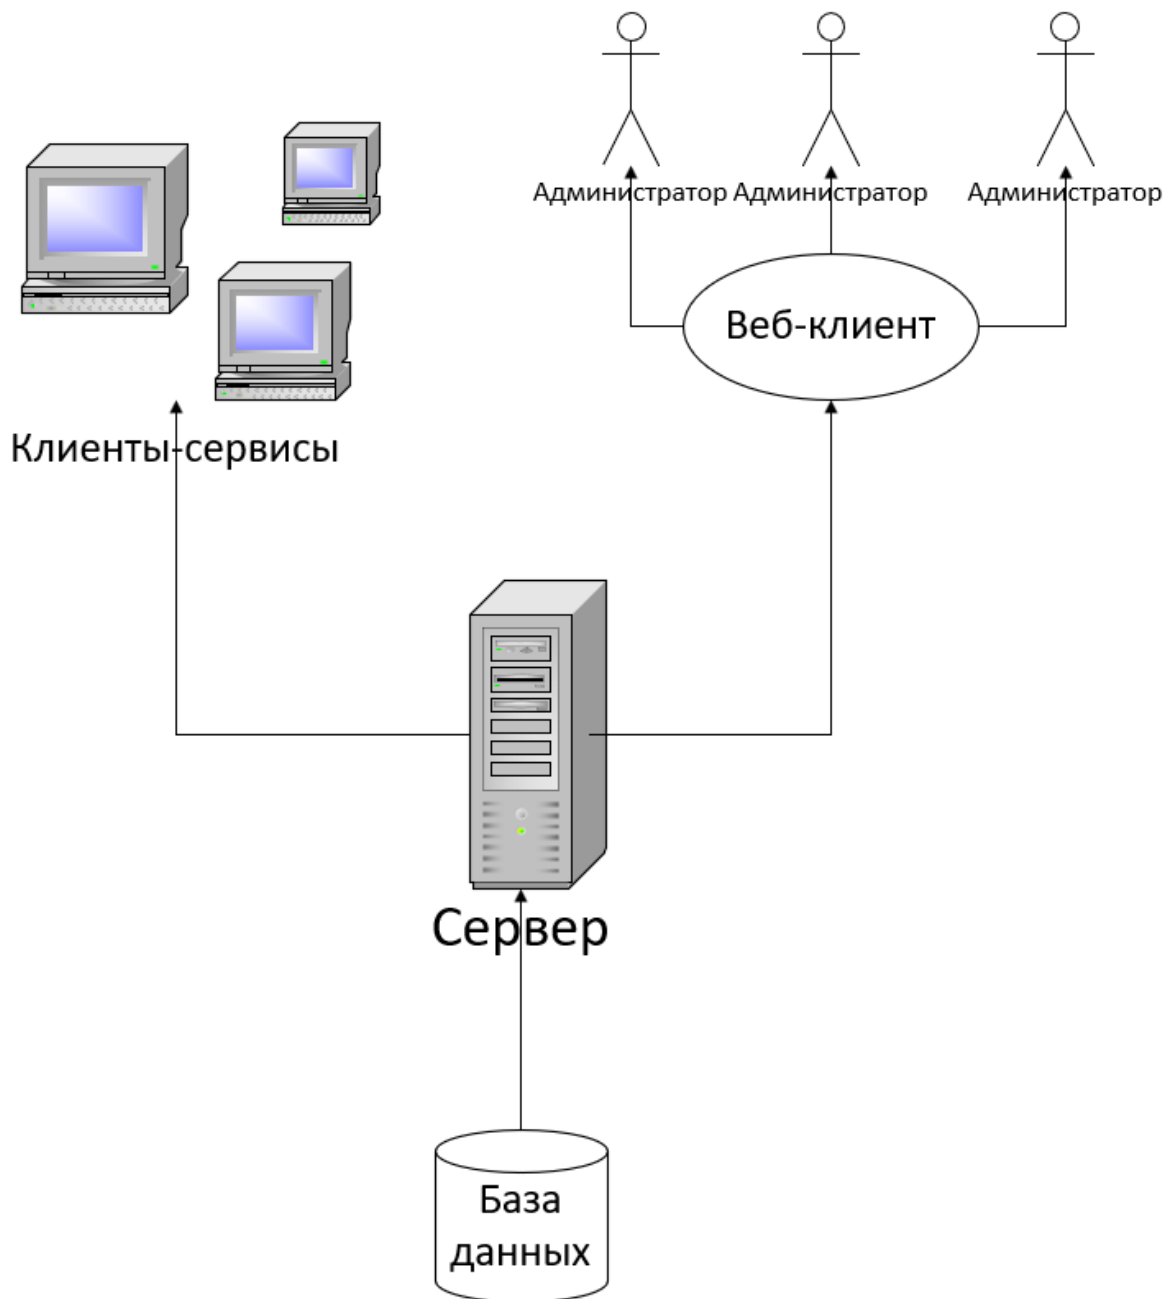 Администратор
Администратор
Администратор
Веб-клиент
Клиенты-сервисы
Сервер
База
данных